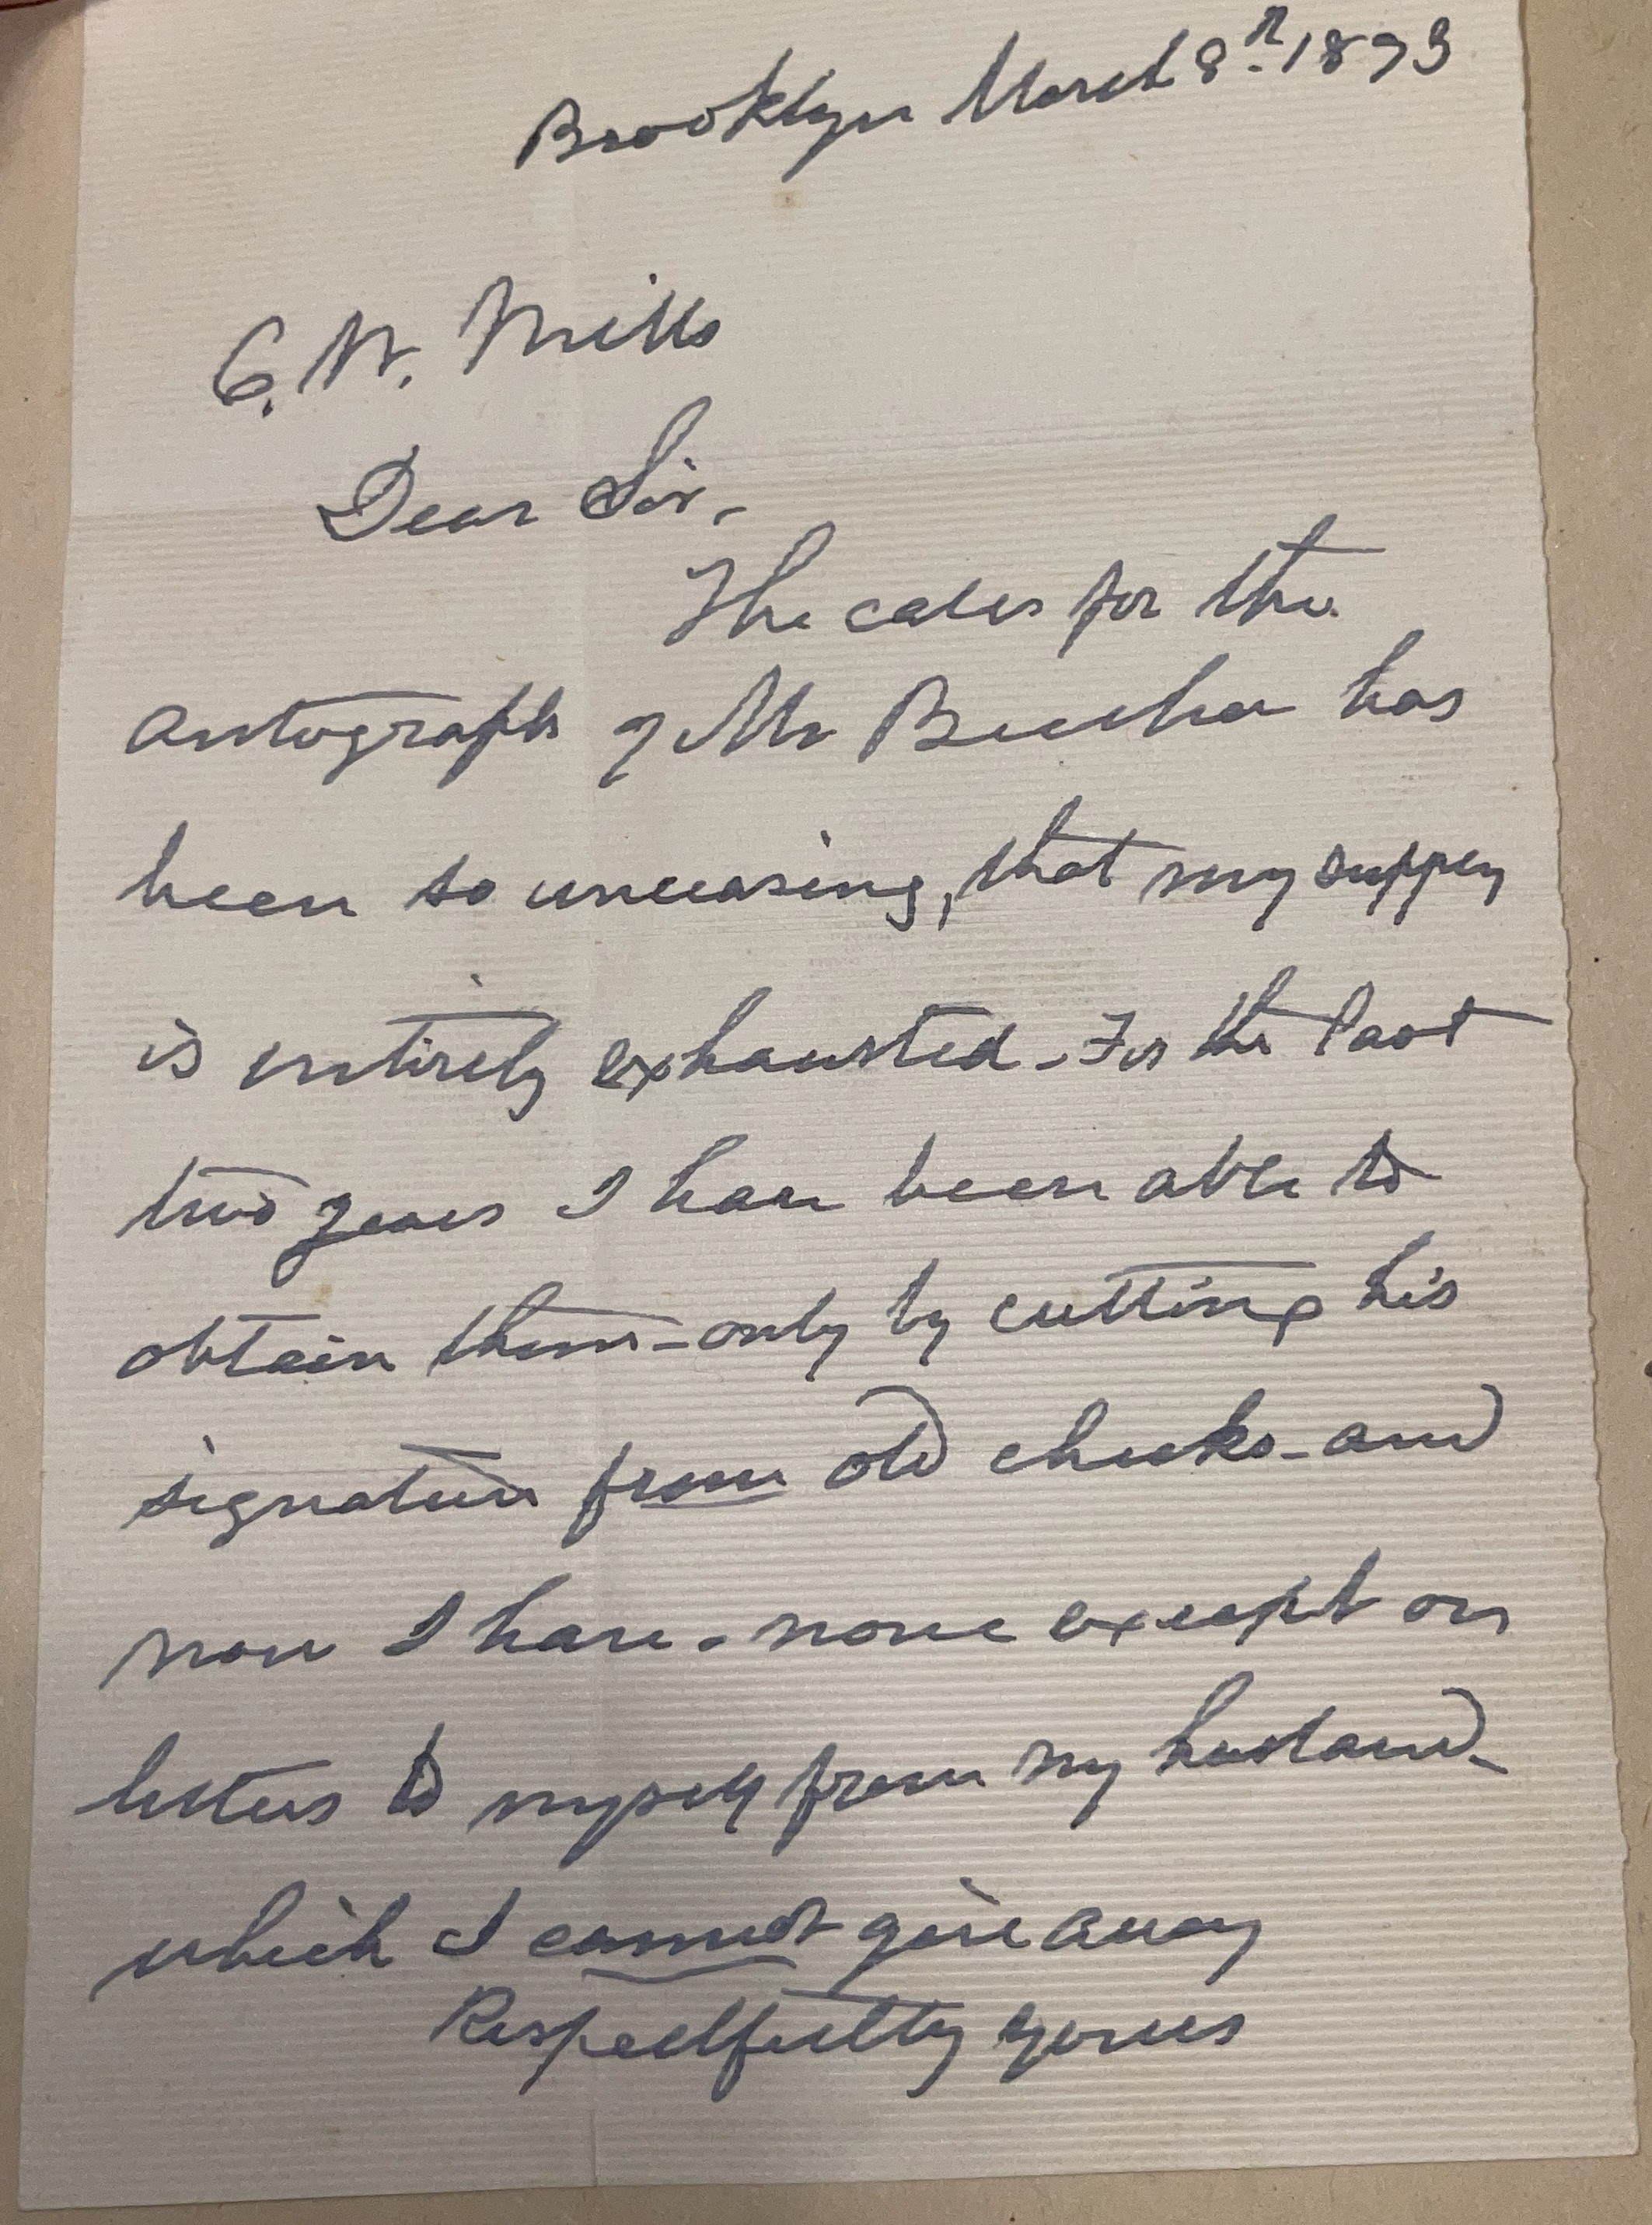 Brooklyn March 8th 1893
C. W. Mills
Dear Sir,
The calls for the
autograph of Mr Beecher has
been so unceasing, that my supply
is entirely exhausted - For the last
two years I have been able to
obtain them - only by cutting his
signature from old checks - and
now I have - none except on
letters to myself from my husband -
which I cannot give away
Respectfully yours